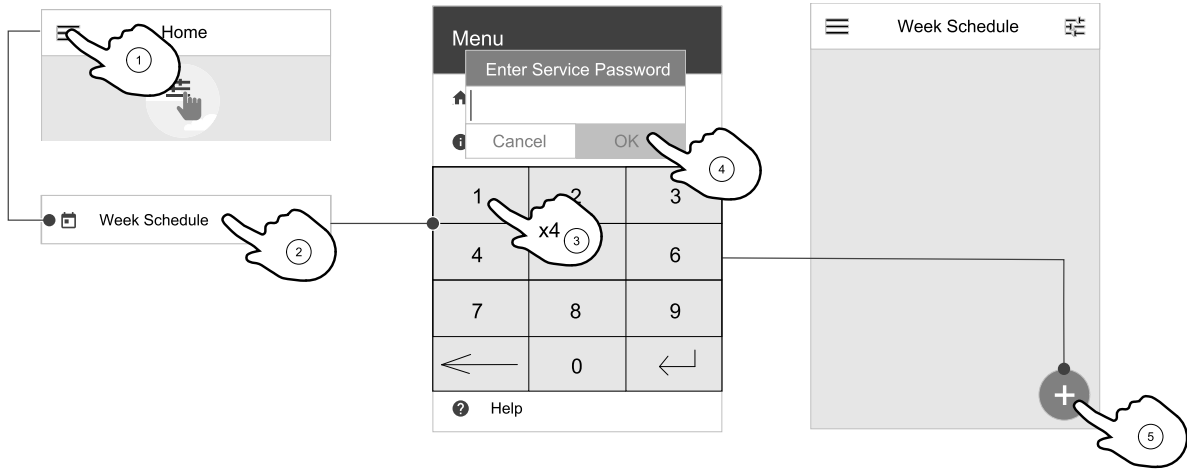 Home
1
Week Schedule
2
Menu
Enter Service Password
Cancel OK
4
1 2 3
x4 3
4 6
7 8 9
0
? Help
Week Schedule
+
5